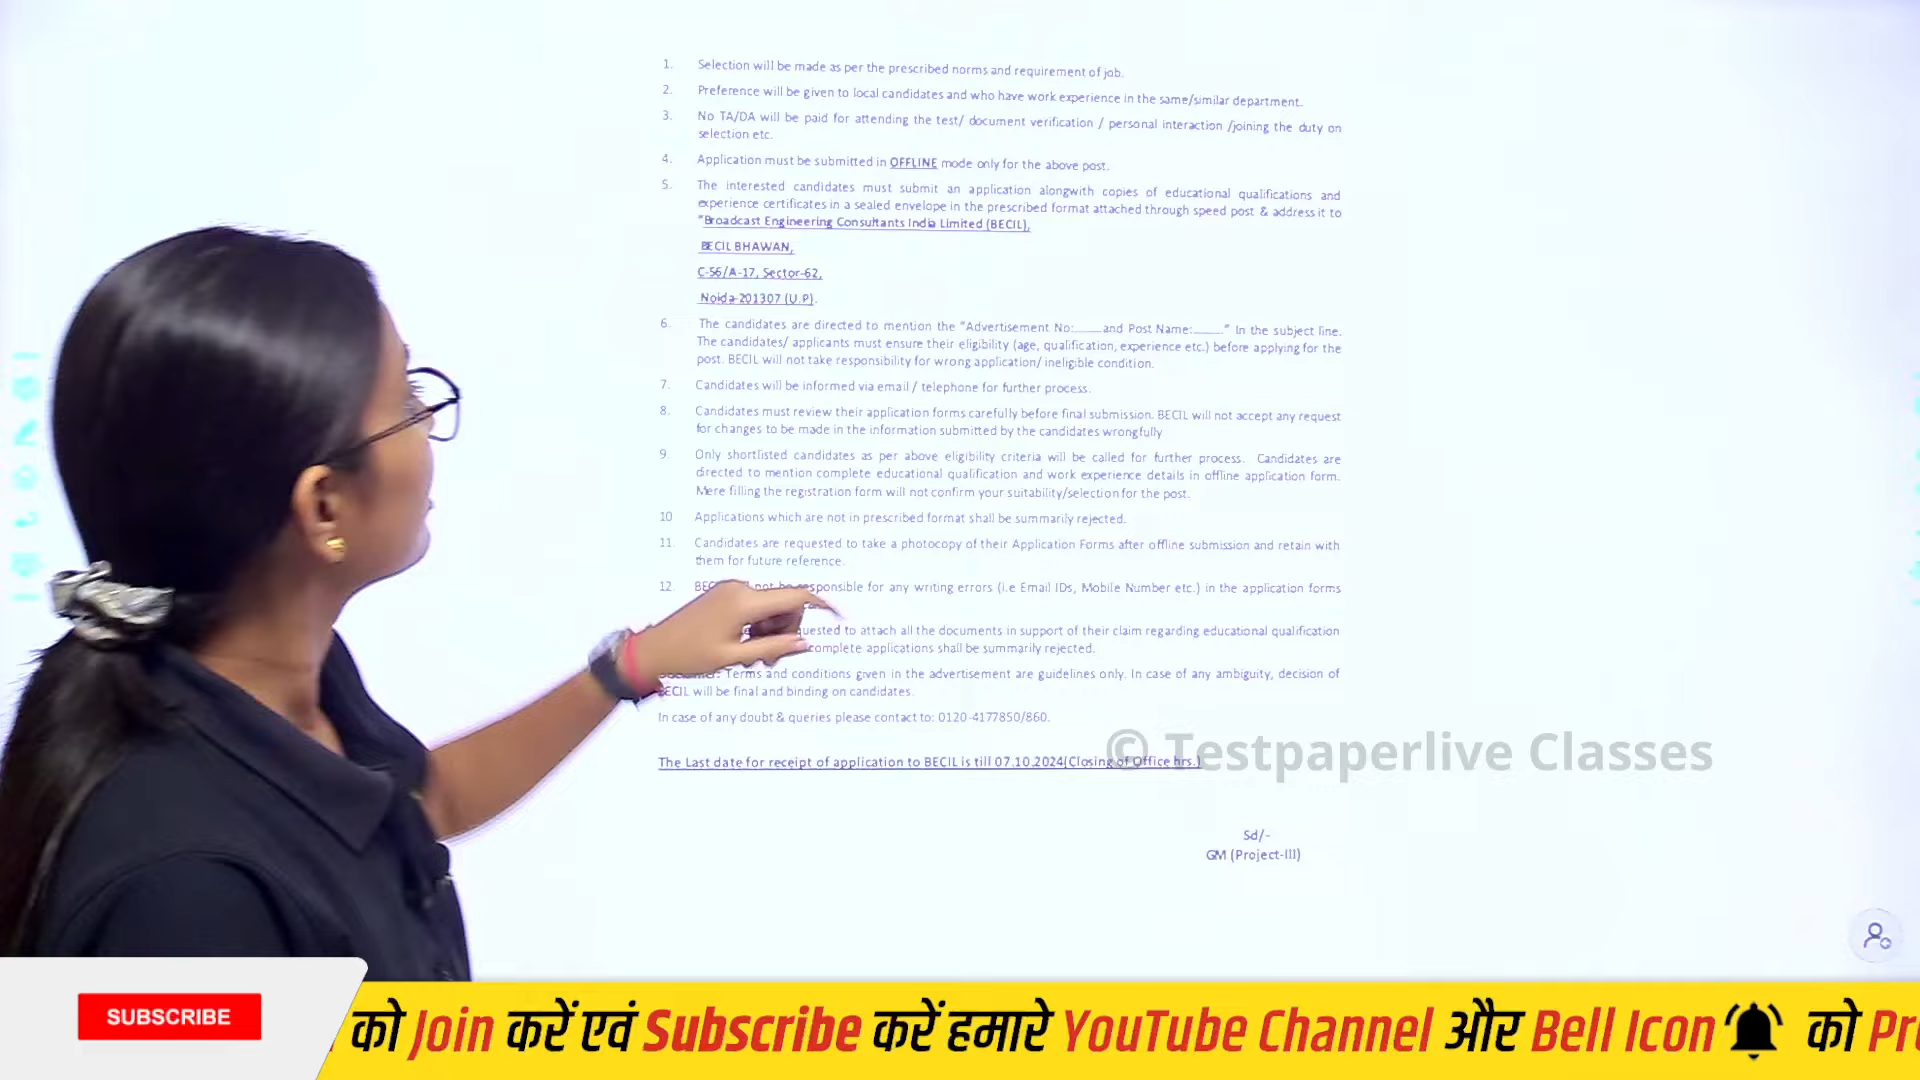 1. Selection will be made as per the prescribed norms and requirement of job.
2. Preference will be given to local candidates and who have work experience in the same/similar department.
3. No TA/DA will be paid for attending the test/ document verification / personal interaction /joining the duty on
selection etc.
4. Application must be submitted in OFFLINE mode only for the above post.
5. The interested candidates must submit an application alongwith copies of educational qualifications and
experience certificates in a sealed envelope in the prescribed format attached through speed post & address it to
"Broadcast Engineering Consultants India Limited (BECIL),
BECIL BHAWAN,
C-56/A-17, Sector-62,
Noida-201307 (U.P).
6. The candidates are directed to mention the "Advertisement No:____and Post Name:____" In the subject line.
The candidates/ applicants must ensure their eligibility (age, qualification, experience etc.) before applying for the
post. BECIL will not take responsibility for wrong application/ ineligible condition.
7. Candidates will be informed via email / telephone for further process.
8. Candidates must review their application forms carefully before final submission. BECIL will not accept any request
for changes to be made in the information submitted by the candidates wrongfully
9. Only shortlisted candidates as per above eligibility criteria will be called for further process. Candidates are
directed to mention complete educational qualification and work experience details in offline application form.
Mere filling the registration form will not confirm your suitability/selection for the post.
10 Applications which are not in prescribed format shall be summarily rejected.
11. Candidates are requested to take a photocopy of their Application Forms after offline submission and retain with
them for future reference.
12. not be responsible for any writing errors (i.e Email IDs, Mobile Number etc.) in the application forms
to attach all the documents in support of their claim regarding educational qualification
applications shall be summarily rejected.
Terms and conditions given in the advertisement are guidelines only. In case of any ambiguity, decision of
BECIL will be final and binding on candidates.
In case of any doubt & queries please contact to: 0120-4177850/860.
© Testpaperlive Classes
The Last date for receipt of application to BECIL is till 07.10.2024(Closing of Office hrs.)
Sd/-
GM (Project-III)
SUBSCRIBE
को Join करें एवं Subscribe करें हमारे YouTube Channel और Bell Icon को